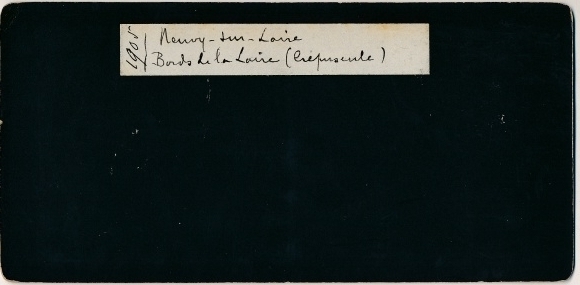 1905
Neuvy-sur-Loire
Bords de la Loire (Crépuscule)